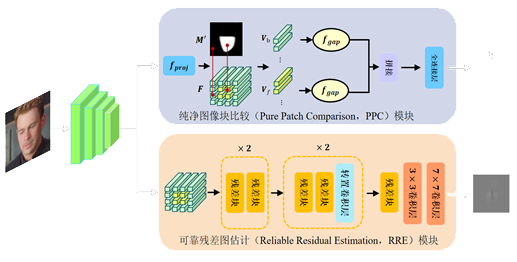 M'
f_proj
F
V_b
⋮
V_f
⋮
f_gap
f_gap
拼接
全连接层
纯净图像块比较（Pure Patch Comparison，PPC）模块
× 2
× 2
残差块
残差块
残差块
残差块
转置卷积层
残差块
3×3卷积层
7×7卷积层
可靠残差图估计（Reliable Residual Estimation，RRE）模块